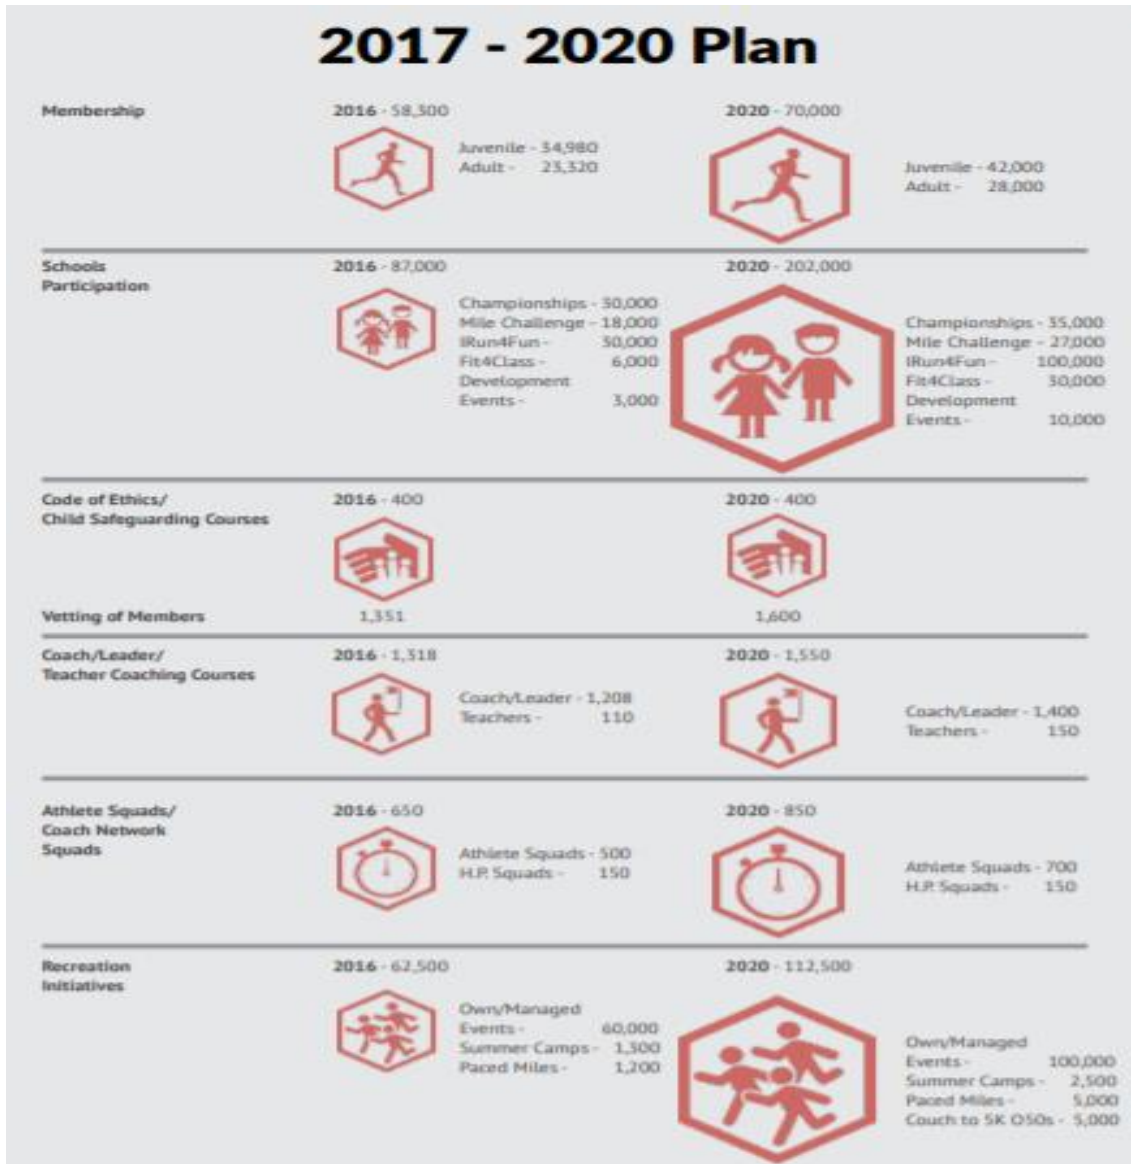 2017 - 2020 Plan
Membership
2016 - 58,300
Juvenile - 34,980
Adult - 23,320
2020 - 70,000
Juvenile - 42,000
Adult - 28,000
Schools
Participation
2016 - 87,000
Championships - 30,000
Mile Challenge - 18,000
IRun4Fun - 30,000
Fit4Class - 6,000
Development
Events - 3,000
2020 - 202,000
Championships - 35,000
Mile Challenge - 27,000
IRun4Fun - 100,000
Fit4Class - 30,000
Development
Events - 10,000
Code of Ethics/
Child Safeguarding Courses
2016 - 400
2020 - 400
Vetting of Members
1,351
1,600
Coach/Leader/
Teacher Coaching Courses
2016 - 1,318
Coach/Leader - 1,208
Teachers - 110
2020 - 1,550
Coach/Leader - 1,400
Teachers - 150
Athlete Squads/
Coach Network
Squads
2016 - 650
Athlete Squads - 500
H.P. Squads - 150
2020 - 850
Athlete Squads - 700
H.P. Squads - 150
Recreation
Initiatives
2016 - 62,500
Own/Managed
Events - 60,000
Summer Camps - 1,300
Paced Miles - 1,200
2020 - 112,500
Own/Managed
Events - 100,000
Summer Camps - 2,500
Paced Miles - 5,000
Couch to 5K O50s - 5,000